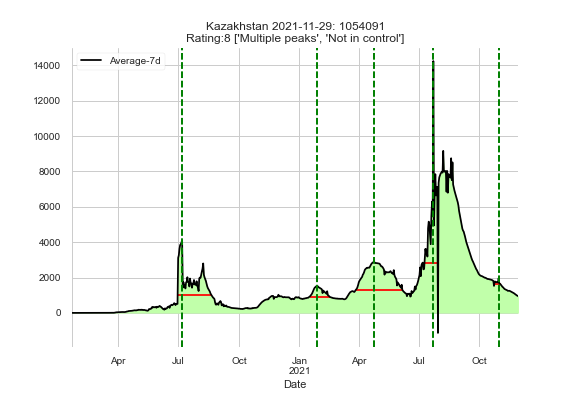 Kazakhstan 2021-11-29: 1054091
Rating:8 ['Multiple peaks', 'Not in control']
Average-7d
14000
12000
10000
8000
6000
4000
2000
0
Apr Jul Oct Jan Apr Jul Oct
2021
Date